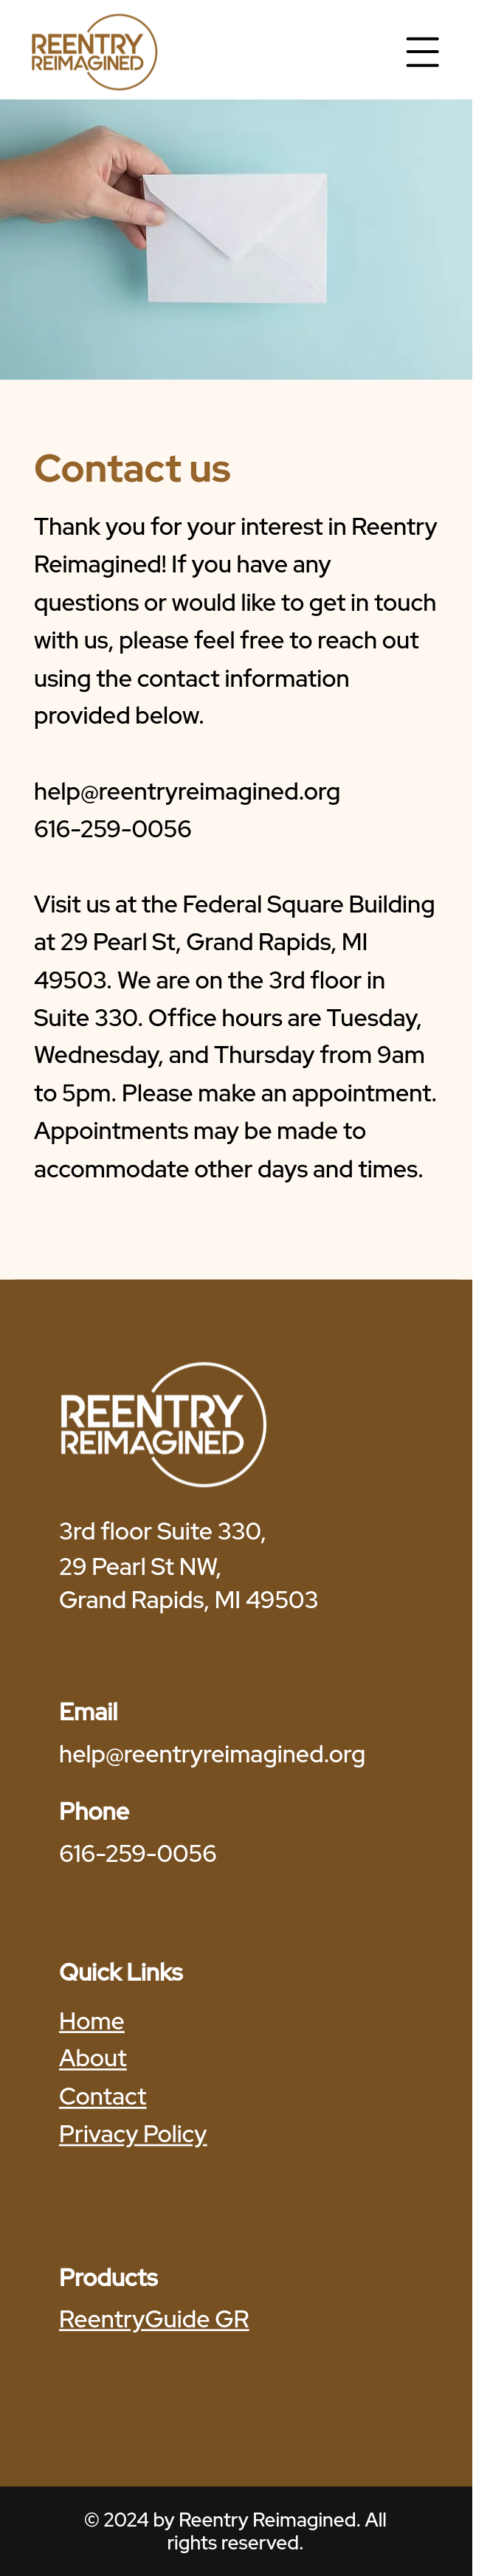 REENTRY
REIMAGINED
Contact us
Thank you for your interest in Reentry
Reimagined! If you have any
questions or would like to get in touch
with us, please feel free to reach out
using the contact information
provided below.
help@reentryreimagined.org
616-259-0056
Visit us at the Federal Square Building
at 29 Pearl St, Grand Rapids, MI
49503. We are on the 3rd floor in
Suite 330. Office hours are Tuesday,
Wednesday, and Thursday from 9am
to 5pm. Please make an appointment.
Appointments may be made to
accommodate other days and times.
REENTRY
REIMAGINED
3rd floor Suite 330,
29 Pearl St NW,
Grand Rapids, MI 49503
Email
help@reentryreimagined.org
Phone
616-259-0056
Quick Links
Home
About
Contact
Privacy Policy
Products
ReentryGuide GR
© 2024 by Reentry Reimagined. All
rights reserved.